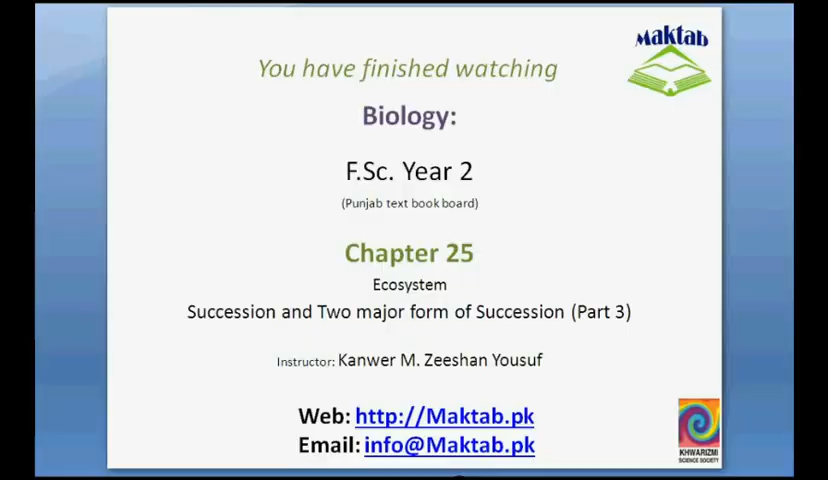 Maktab
You have finished watching
Biology:
F.Sc. Year 2
(Punjab text book board)
Chapter 25
Ecosystem
Succession and Two major form of Succession (Part 3)
Instructor: Kanwer M. Zeeshan Yousuf
Web: http://Maktab.pk
Email: info@Maktab.pk
KHWARIZMI
SCIENCE SOCIETY